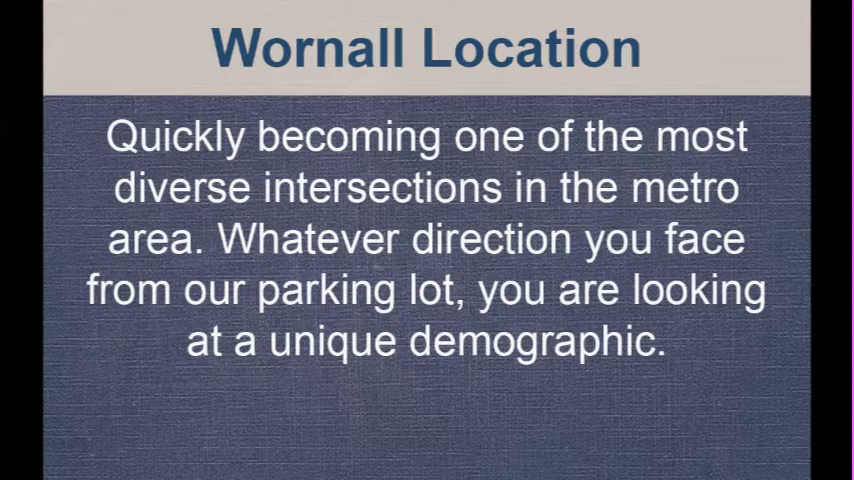 Wornall Location
Quickly becoming one of the most
diverse intersections in the metro
area. Whatever direction you face
from our parking lot, you are looking
at a unique demographic.